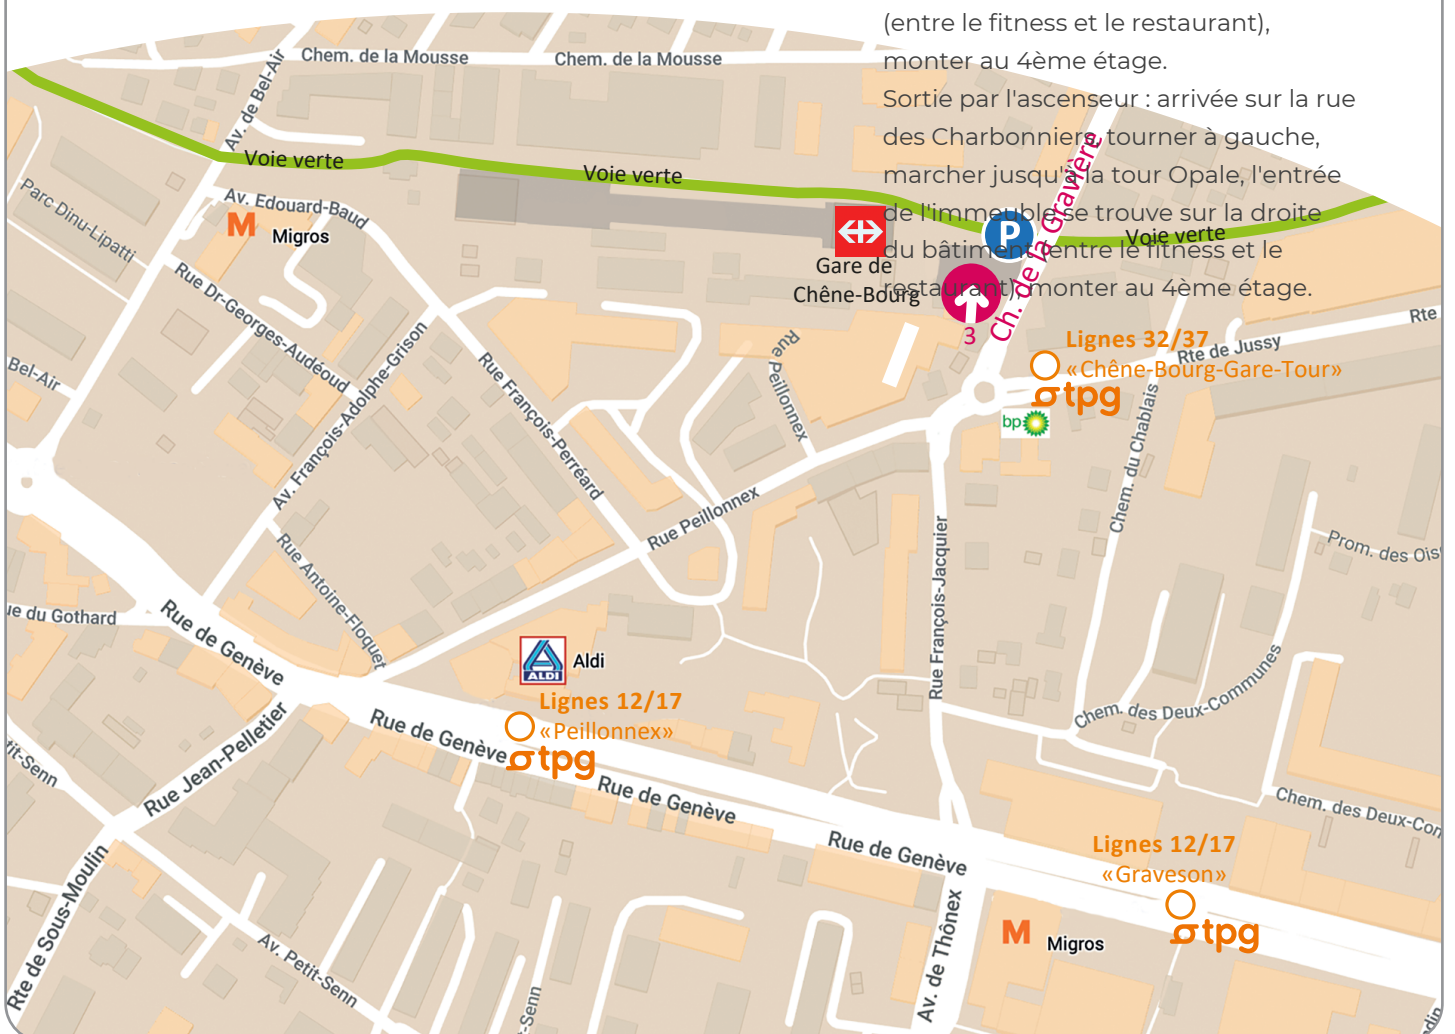 (entre le fitness et le restaurant),
monter au 4ème étage.
Sortie par l'ascenseur : arrivée sur la rue
des Charbonniers, tourner à gauche,
marcher jusqu'à la tour Opale, l'entrée
de l'immeuble se trouve sur la droite
du bâtiment (entre le fitness et le
restaurant), monter au 4ème étage.
Chem. de la Mousse
Chem. de la Mousse
Av. de Bel-Air
Voie verte
Voie verte
Voie verte
Parc Dinu-Lipatti
Av. Edouard-Baud
M
Migros
P
Gare de
Chêne-Bourg
Ch. de la Gravière
3
Rue Dr-Georges-Audéoud
Bel-Air
Av. François-Adolphe-Grison
Rue François-Perréard
Rue
Peillonnex
Lignes 32/37
«Chêne-Bourg-Gare-Tour»
tpg
Rte de Jussy
Rte
bp
Chem. du Chablais
Rue Peillonnex
Rue François-Jacquier
Prom. des Ois
Rue Antoine-Floquet
ue du Gothard
Rue de Genève
Aldi
ALDI
Lignes 12/17
«Peillonnex»
tpg
Chem. des Deux-Communes
Rue de Genève
Rue Jean-Pelletier
tit-Senn
Rue de Genève
Chem. des Deux-Con
Rue de Genève
Lignes 12/17
«Graveson»
tpg
Rte de Sous-Moulin
Av. Petit-Senn
-Senn
Av. de Thônex
M
Migros